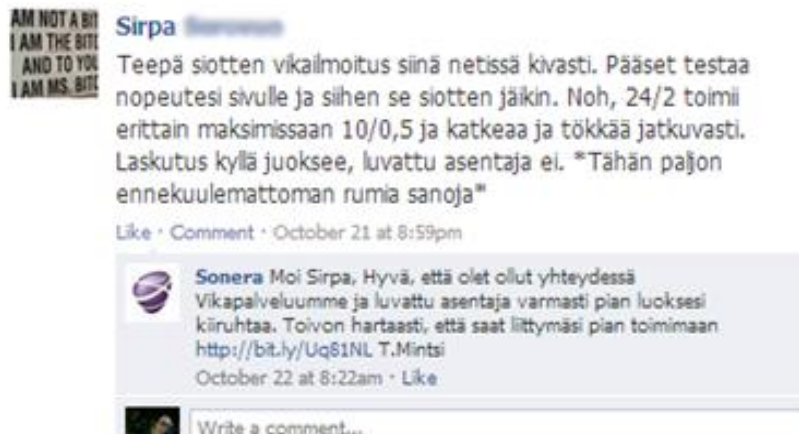 AM NOT A BIT
I AM THE BITC
AND TO YOU
I AM MS. BITC
Sirpa
Teepä siotten vikailmoitus siinä netissä kivasti. Pääset testaa
nopeutesi sivulle ja siihen se siotten jäikin. Noh, 24/2 toimii
erittain maksimissaan 10/0,5 ja katkeaa ja tökkää jatkuvasti.
Laskutus kyllä juoksee, luvattu asentaja ei. *Tähän paljon
ennekuulemattoman rumia sanoja*
Like · Comment · October 21 at 8:59pm
Sonera Moi Sirpa, Hyvä, että olet ollut yhteydessä
Vikapalveluumme ja luvattu asentaja varmasti pian luoksesi
kiiruhtaa. Toivon hartaasti, että saat liittymäsi pian toimimaan
http://bit.ly/Uq81NL T.Mintsi
October 22 at 8:22am · Like
Write a comment...